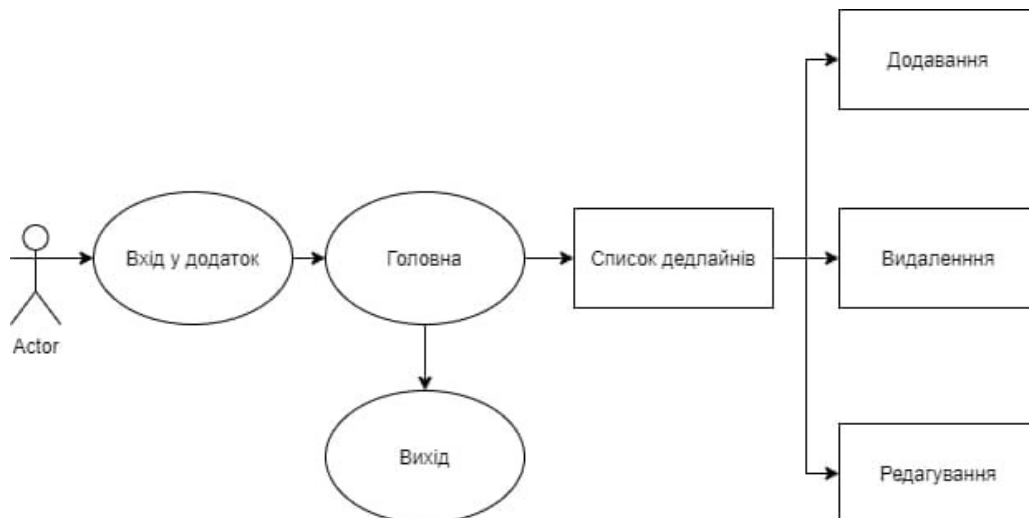 Додавання
Вхід у додаток
Головна
Список дедлайнів
Видаленння
Actor
Вихід
Редагування